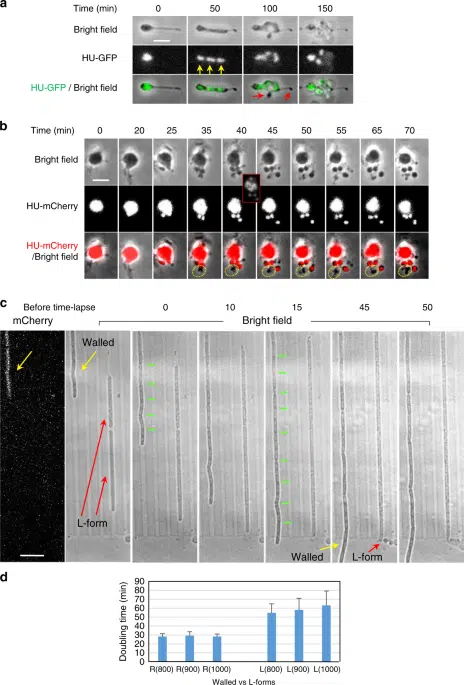 a
Time (min) 0 50 100 150
Bright field
HU-GFP
HU-GFP / Bright field
b
Time (min) 0 20 25 35 40 45 50 55 65 70
Bright field
HU-mCherry
HU-mCherry
/Bright field
c
Before time-lapse 0 10 15 45 50
mCherry Bright field
Walled
L-form
Walled L-form
d
Doubling time (min)
90
80
70
60
50
40
30
20
10
0
R(800) R(900) R(1000) L(800) L(900) L(1000)
Walled vs L-forms